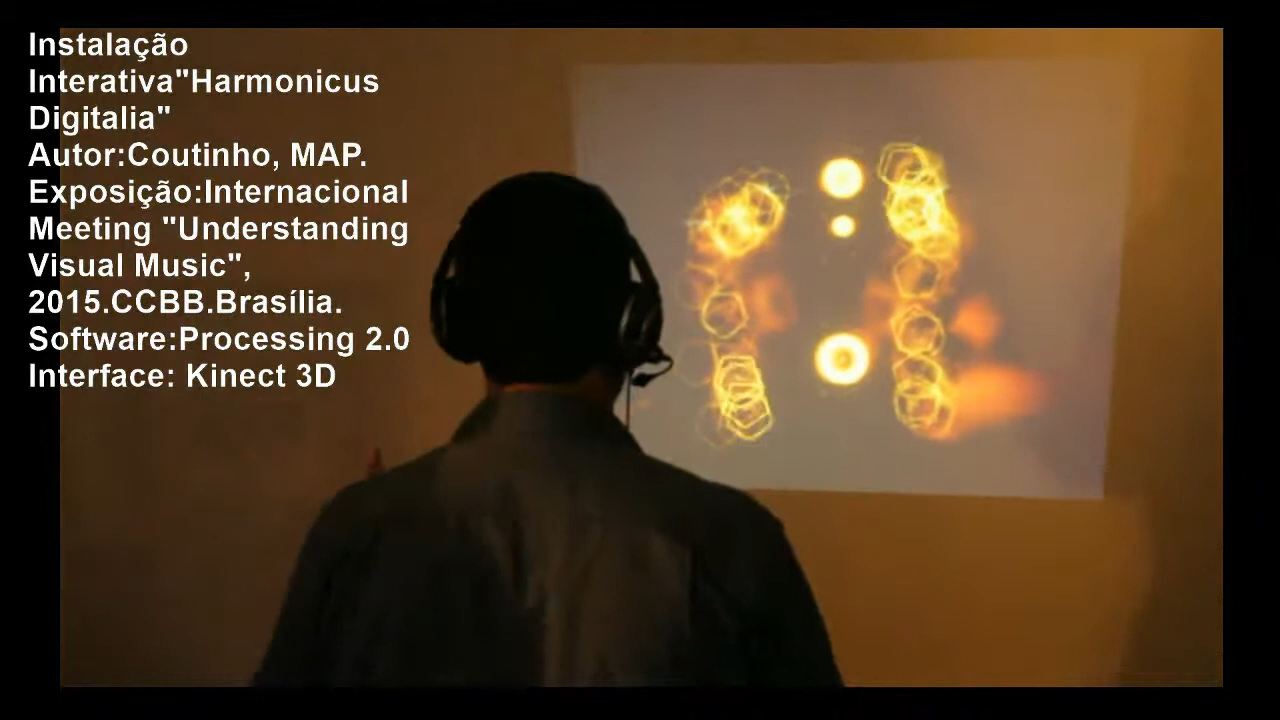 Instalação
Interativa"Harmonicus
Digitalia"
Autor:Coutinho, MAP.
Exposição:Internacional
Meeting "Understanding
Visual Music",
2015.CCBB.Brasília.
Software:Processing 2.0
Interface: Kinect 3D